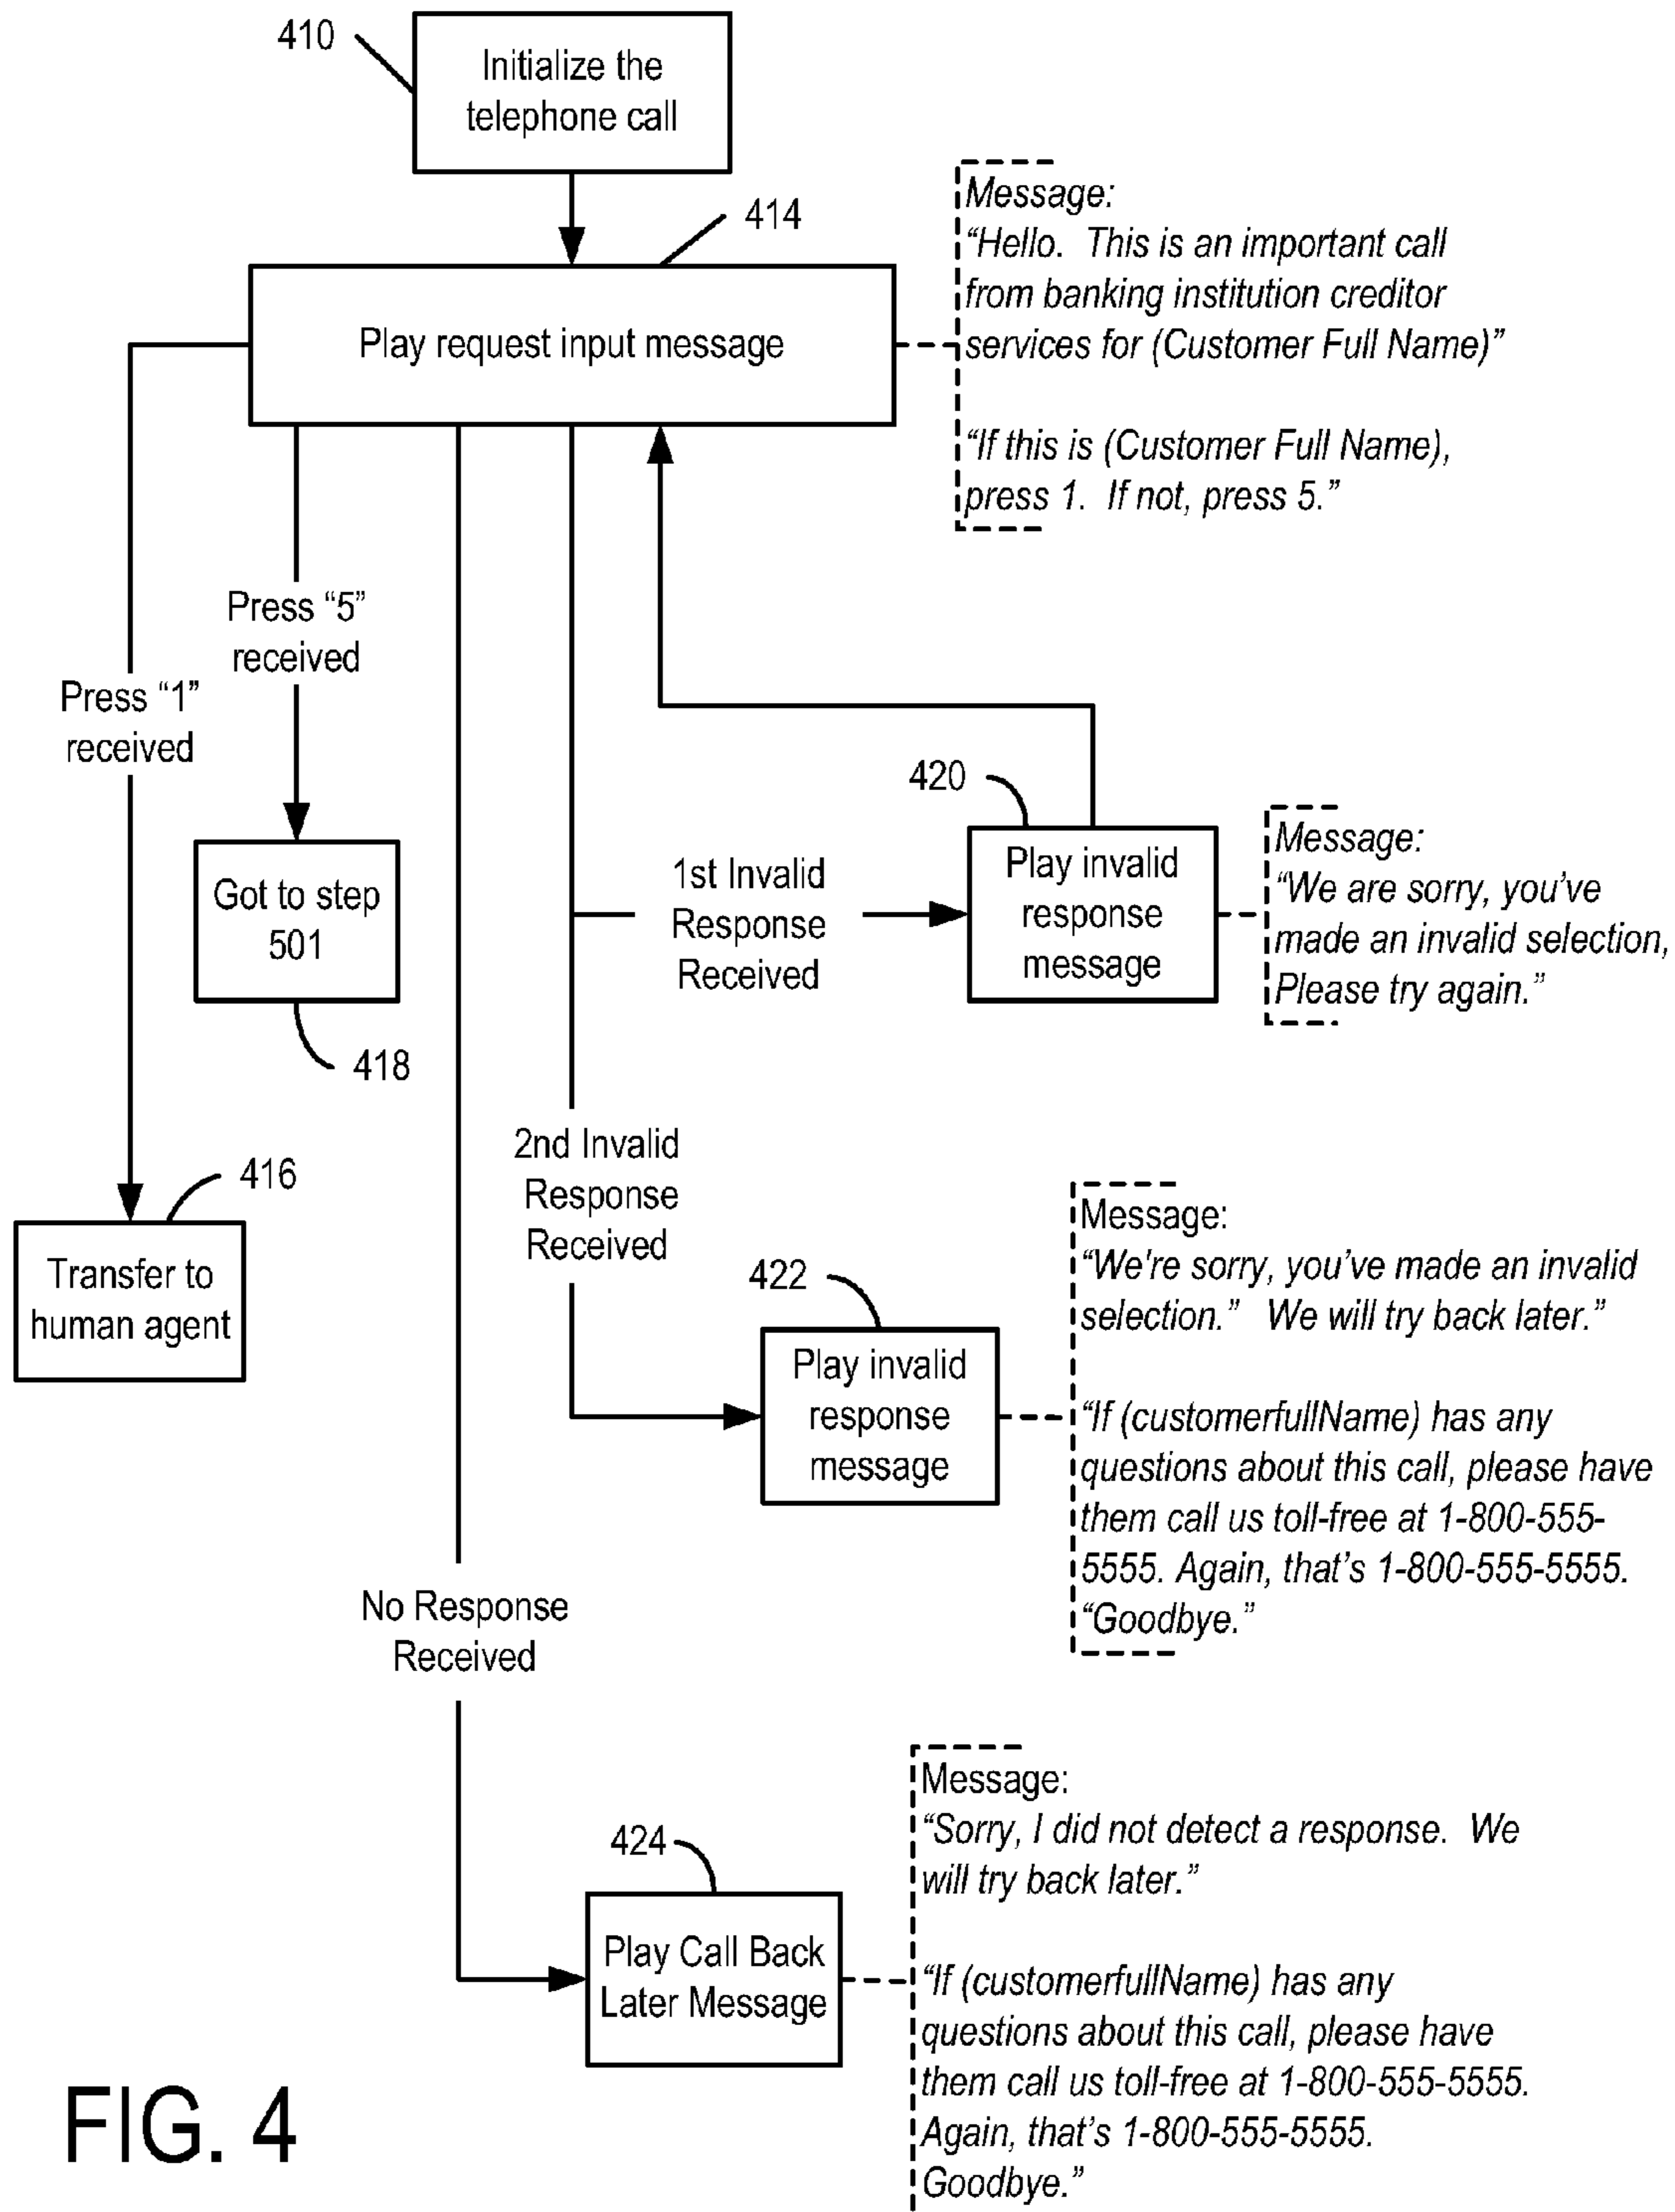 410
Initialize the
telephone call
414
Play request input message
Message:
“Hello. This is an important call
from banking institution creditor
services for (Customer Full Name)”
“If this is (Customer Full Name),
press 1. If not, press 5.”
Press “1”
received
Press “5”
received
Got to step
501
418
416
Transfer to
human agent
1st Invalid
Response
Received
420
Play invalid
response
message
Message:
“We are sorry, you’ve
made an invalid selection,
Please try again.”
2nd Invalid
Response
Received
422
Play invalid
response
message
Message:
“We're sorry, you’ve made an invalid
selection.” We will try back later.”
“If (customerfullName) has any
questions about this call, please have
them call us toll-free at 1-800-555-
5555. Again, that’s 1-800-555-5555.
“Goodbye.”
No Response
Received
424
Play Call Back
Later Message
Message:
“Sorry, I did not detect a response. We
will try back later.”
“If (customerfullName) has any
questions about this call, please have
them call us toll-free at 1-800-555-5555.
Again, that’s 1-800-555-5555.
Goodbye.”
FIG. 4